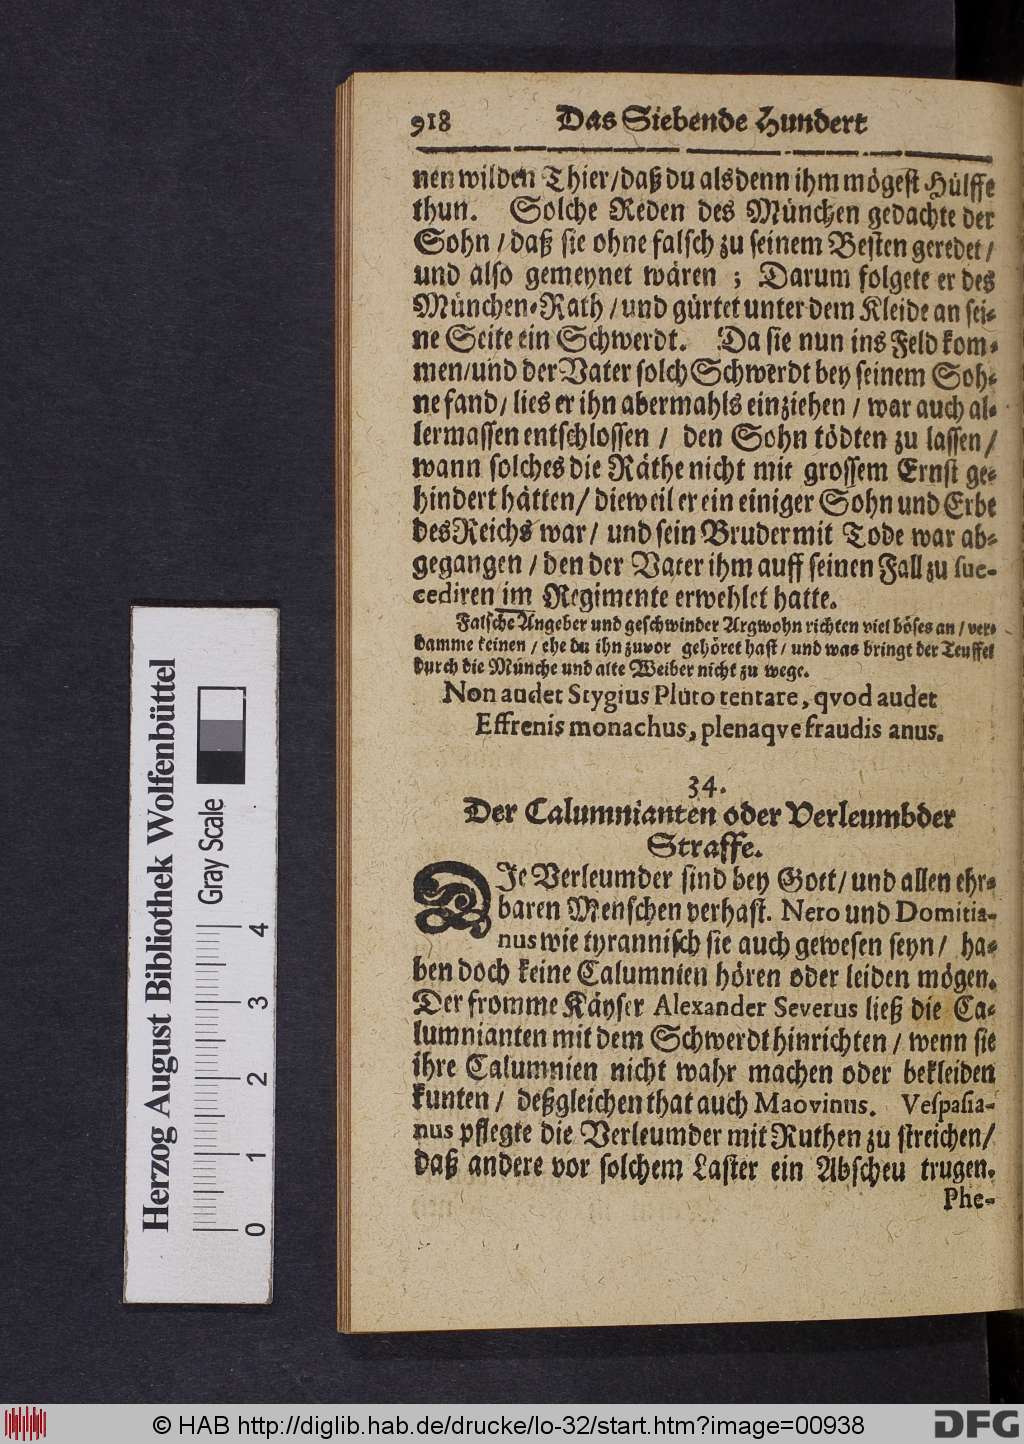 918 Das Siebende Hundert
nen wilden Thier/daß du alsdenn ihm mögest Hülffe
thun. Solche Reden des München gedachte der
Sohn / daß sie ohne falsch zu seinem Besten geredet /
und also gemeynet wären ; Darum folgete er des
München-Rath / und gürtet unter dem Kleide an sei-
ne Seite ein Schwerdt. Da sie nun ins Feld kom-
men/und der Vater solch Schwerdt bey seinem Soh-
ne fand/ lies er ihn abermahls einziehen / war auch al-
lermassen entschlossen / den Sohn tödten zu lassen /
wann solches die Räthe nicht mit grossem Ernst ge-
hindert hätten/ dieweil er ein einiger Sohn und Erbe
des Reichs war/ und sein Bruder mit Tode war ab-
gegangen / den der Vater ihm auff seinen Fall zu suc-
cediren im Regimente erwehlet hatte.
Falsche Angeber und geschwinder Argwohn richten viel böses an / ver-
damme keinen / ehe du ihn zuvor gehöret hast / und was bringt der Teuffel
durch die Münche und alte Weiber nicht zu wege.
Non audet Stygius Pluto tentare, qvod audet
Effrenis monachus, plenaqve fraudis anus.
34.
Der Calumnianten oder Verleumbder
Straffe.
DJe Verleumder sind bey Gott/ und allen ehr-
baren Menschen verhast. Nero und Domitia-
nus wie tyrannisch sie auch gewesen seyn / ha-
ben doch keine Calumnien hören oder leiden mögen.
Der fromme Käyser Alexander Severus ließ die Ca-
lumnianten mit dem Schwerdt hinrichten / wenn sie
ihre Calumnien nicht wahr machen oder bekleiden
kunten / deßgleichen that auch Maovinus. Vespasia-
nus pflegte die Verleumder mit Ruthen zu streichen/
daß andere vor solchem Laster ein Abscheu trugen.
Phe-
Herzog August Bibliothek Wolfenbüttel
Gray Scale
0 1 2 3 4
© HAB http://diglib.hab.de/drucke/lo-32/start.htm?image=00938
DFG